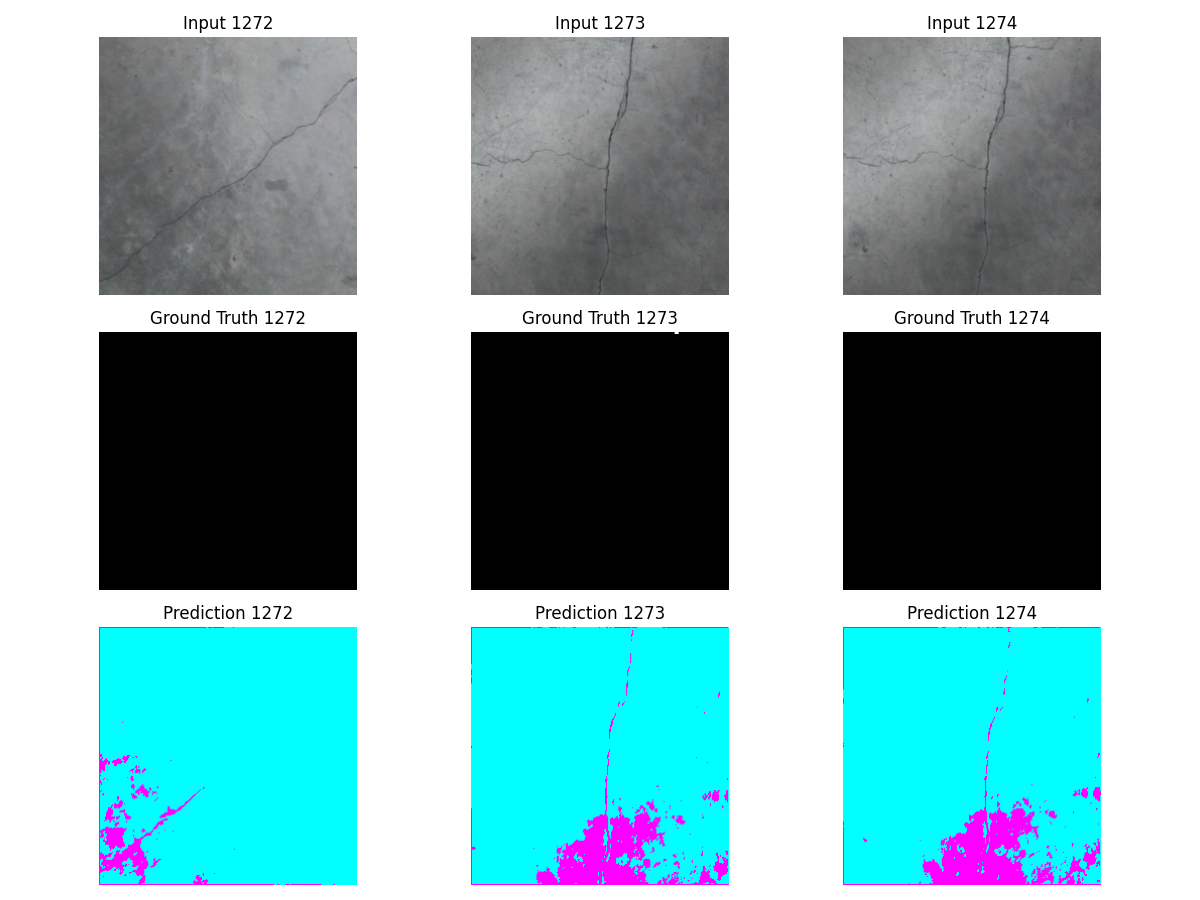 Input 1272
Input 1273
Input 1274
Ground Truth 1272
Ground Truth 1273
Ground Truth 1274
Prediction 1272
Prediction 1273
Prediction 1274